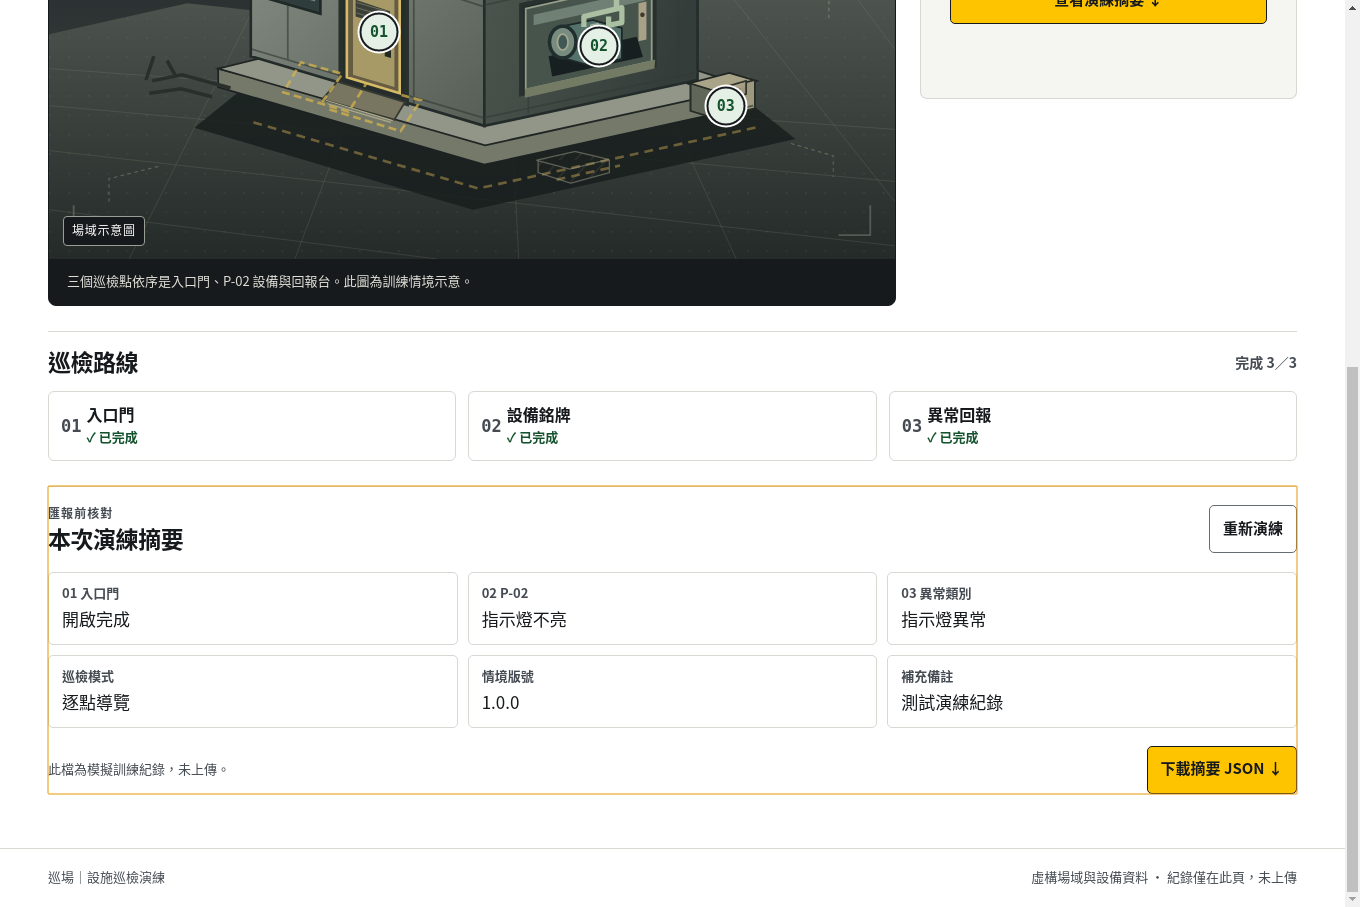 查看演練摘要 ↓
01
02
03
場域示意圖
三個巡檢點依序是入口門、P-02 設備與回報台。此圖為訓練情境示意。
巡檢路線
完成 3／3
01 入口門
✓ 已完成
02 設備銘牌
✓ 已完成
03 異常回報
✓ 已完成
匯報前核對
本次演練摘要
重新演練
01 入口門
開啟完成
02 P-02
指示燈不亮
03 異常類別
指示燈異常
巡檢模式
逐點導覽
情境版號
1.0.0
補充備註
測試演練紀錄
此檔為模擬訓練紀錄，未上傳。
下載摘要 JSON ↓
巡場｜設施巡檢演練
虛構場域與設備資料 · 紀錄僅在此頁，未上傳